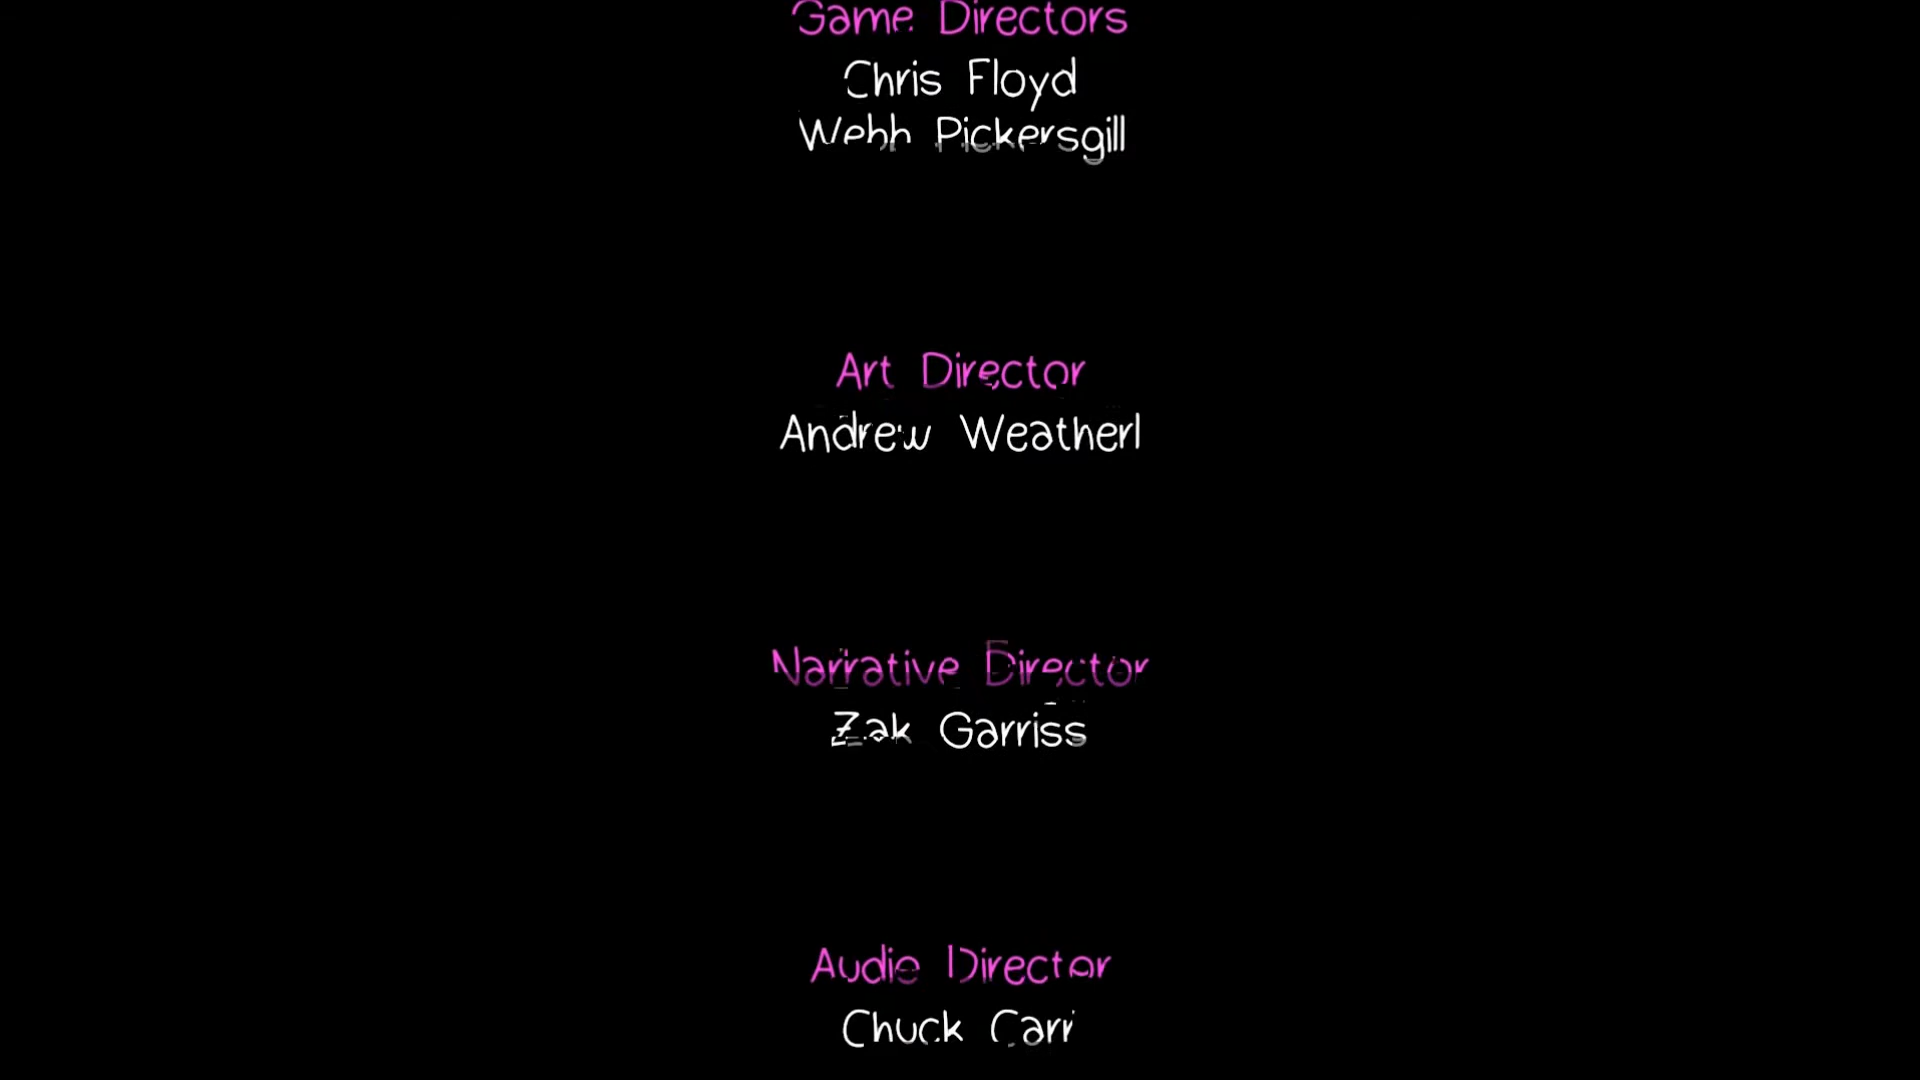 Game Directors
Chris Floyd
Webb Pickersgill
Art Director
Andrew Weatherl
Narrative Director
Zak Garriss
Audio Director
Chuck Carr